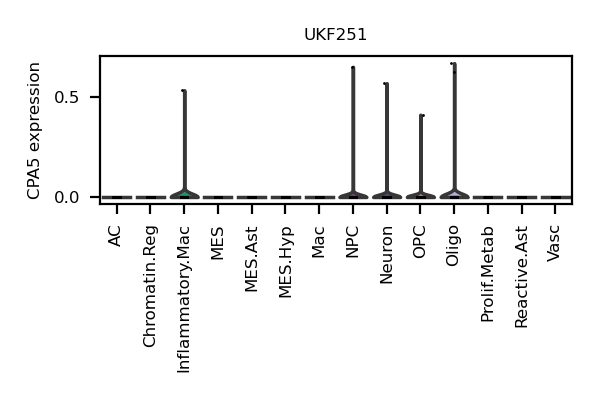 UKF251
CPA5 expression
0.5
0.0
AC
Chromatin.Reg
Inflammatory.Mac
MES
MES.Ast
MES.Hyp
Mac
NPC
Neuron
OPC
Oligo
Prolif.Metab
Reactive.Ast
Vasc